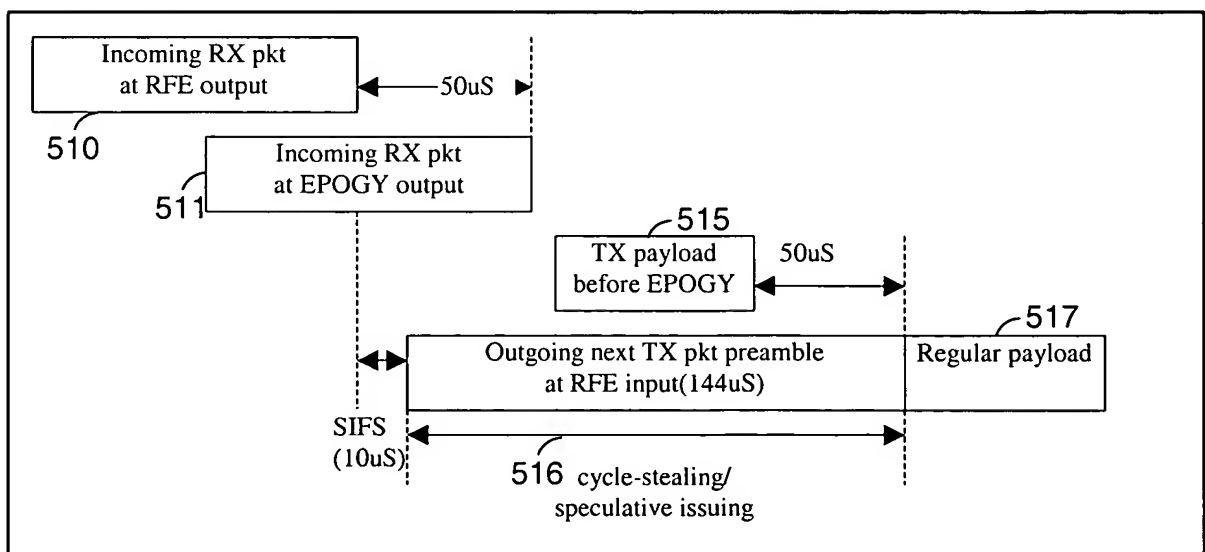 Incoming RX pkt
at RFE output
50uS
510
Incoming RX pkt
at EPOGY output
511
515
TX payload
before EPOGY
50uS
517
Outgoing next TX pkt preamble
at RFE input(144uS)
Regular payload
SIFS
(10uS)
516
cycle-stealing/
speculative issuing